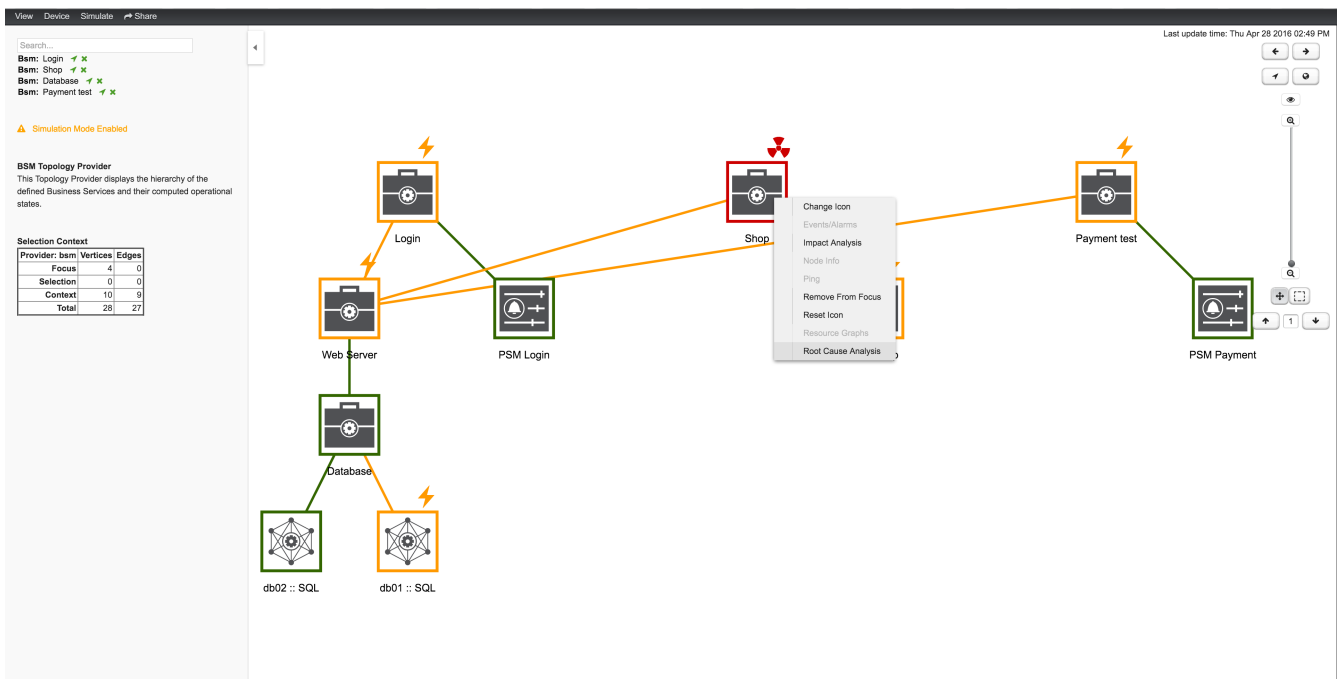 View Device Simulate Share
Last update time: Thu Apr 28 2016 02:49 PM
Search...
Bsm: Login
Bsm: Shop
Bsm: Database
Bsm: Payment test
Simulation Mode Enabled
BSM Topology Provider
This Topology Provider displays the hierarchy of the
defined Business Services and their computed operational
states.
Selection Context
Provider: bsm Vertices Edges
Focus 4 0
Selection 0 0
Context 10 9
Total 28 27
Login
Shop
Payment test
Change Icon
Events/Alarms
Impact Analysis
Node Info
Ping
Remove From Focus
Reset Icon
Resource Graphs
Root Cause Analysis
1
Web Server
PSM Login
PSM Payment
Database
db02 :: SQL
db01 :: SQL